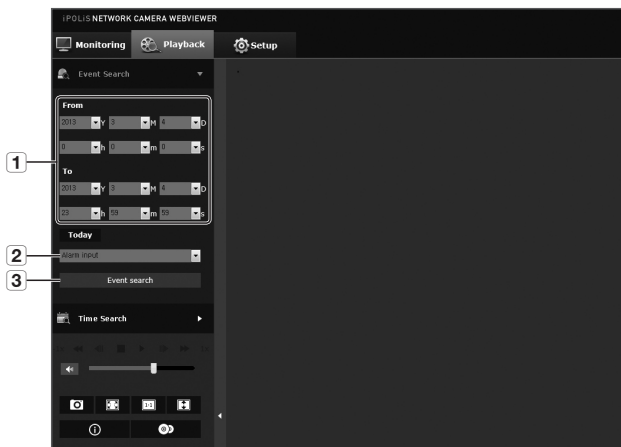 iPOLiS NETWORK CAMERA WEBVIEWER
Monitoring Playback Setup
Event Search
From
2013 Y 3 M 4 D
0 h 0 m 0 s
1
To
2013 Y 3 M 4 D
23 h 59 m 59 s
Today
2 Alarm input
3 Event search
Time Search
1:1